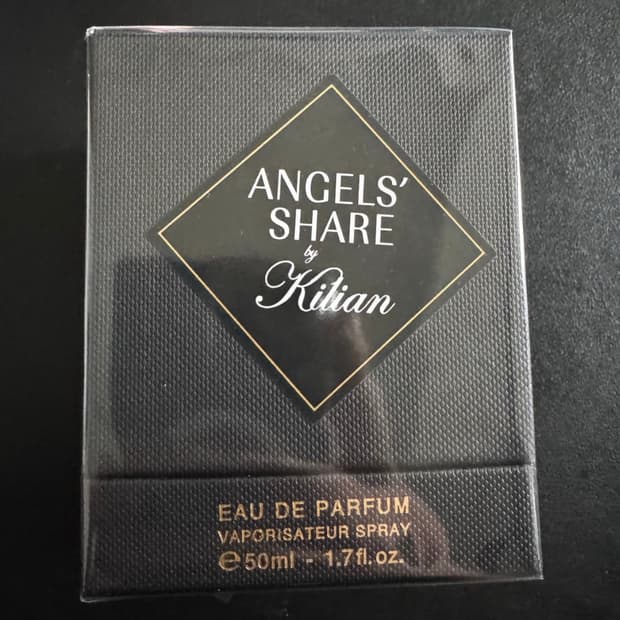 ANGELS'
SHARE
by
Kilian
EAU DE PARFUM
VAPORISATEUR SPRAY
℮50ml - 1.7fl.oz.